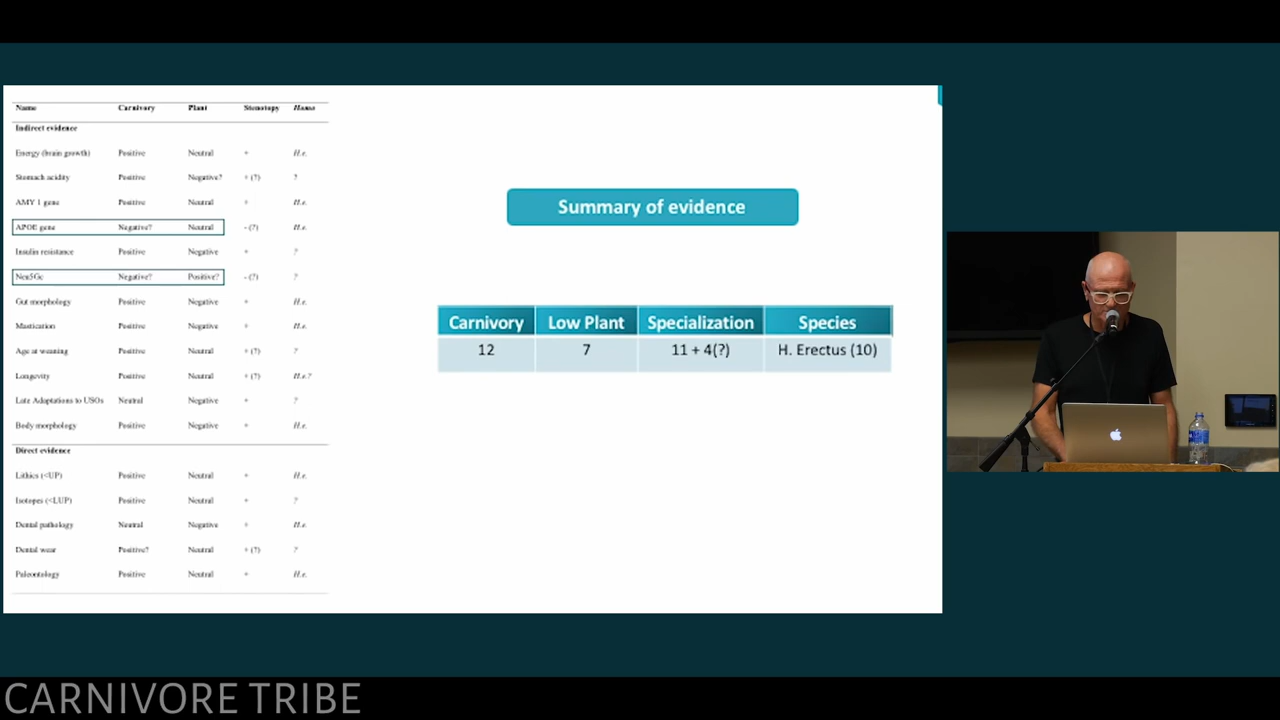 Name Carnivory Plant Stenotopy Homo
Indirect evidence
Energy (brain growth) Positive Neutral + H.e.
Stomach acidity Positive Negative? + (?) ?
AMY 1 gene Positive Neutral + H.e.
APOE gene Negative? Neutral - (?) H.e.
Insulin resistance Positive Negative + ?
Neu5Gc Negative? Positive? - (?) ?
Gut morphology Positive Negative + H.e.
Mastication Positive Negative + H.e.
Age at weaning Positive Neutral + (?) ?
Longevity Positive Neutral + (?) H.e.?
Late Adaptations to USOs Neutral Negative + ?
Body morphology Positive Negative + H.e.
Direct evidence
Lithics (<UP) Positive Neutral + H.e.
Isotopes (<LUP) Positive Neutral + ?
Dental pathology Neutral Negative + H.e.
Dental wear Positive? Neutral + (?) ?
Paleontology Positive Neutral + H.e.
Summary of evidence
Carnivory Low Plant Specialization Species
12 7 11 + 4(?) H. Erectus (10)
CARNIVORE TRIBE